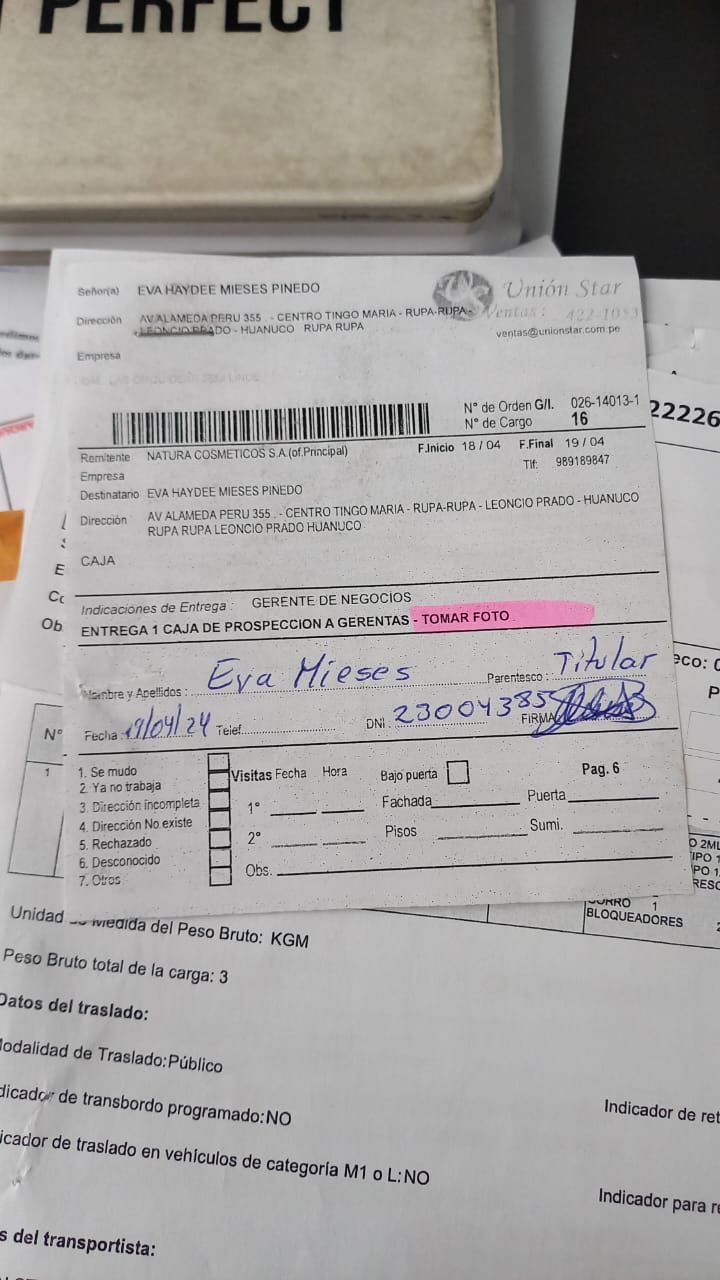 PERFECT
Señor(a) EVA HAYDEE MIESES PINEDO
Unión Star
Dirección AV ALAMEDA PERU 355 . - CENTRO TINGO MARIA - RUPA-RUPA -
Ventas: 422-1053
LEONCIO PRADO - HUANUCO RUPA RUPA
ventas@unionstar.com.pe
Empresa
N° de Orden G/I. 026-14013-1
N° de Cargo 16
22226
Remitente NATURA COSMETICOS S.A.(of.Principal) F.Inicio 18 / 04 F.Final 19 / 04
Empresa Tlf: 989189847
Destinatario EVA HAYDEE MIESES PINEDO
Dirección AV ALAMEDA PERU 355 . - CENTRO TINGO MARIA - RUPA-RUPA - LEONCIO PRADO - HUANUCO
RUPA RUPA LEONCIO PRADO HUANUCO
CAJA
Indicaciones de Entrega : GERENTE DE NEGOCIOS
ENTREGA 1 CAJA DE PROSPECCION A GERENTAS - TOMAR FOTO
Nombre y Apellidos : Eva Mieses Parentesco : Titular
Fecha : 19/04/24 Telef. DNI : 23004385 FIRMA
N°
1
1. Se mudo
2. Ya no trabaja
3. Dirección incompleta
4. Dirección No existe
5. Rechazado
6. Desconocido
7. Otros
Visitas Fecha Hora Bajo puerta Pag. 6
1° Fachada Puerta
2° Pisos Sumi.
Obs.
1
BLOQUEADORES
Unidad de Medida del Peso Bruto: KGM
Peso Bruto total de la carga: 3
Datos del traslado:
Modalidad de Traslado:Público
dicador de transbordo programado:NO
Indicador de ret
icador de traslado en vehículos de categoría M1 o L:NO
Indicador para re
s del transportista: